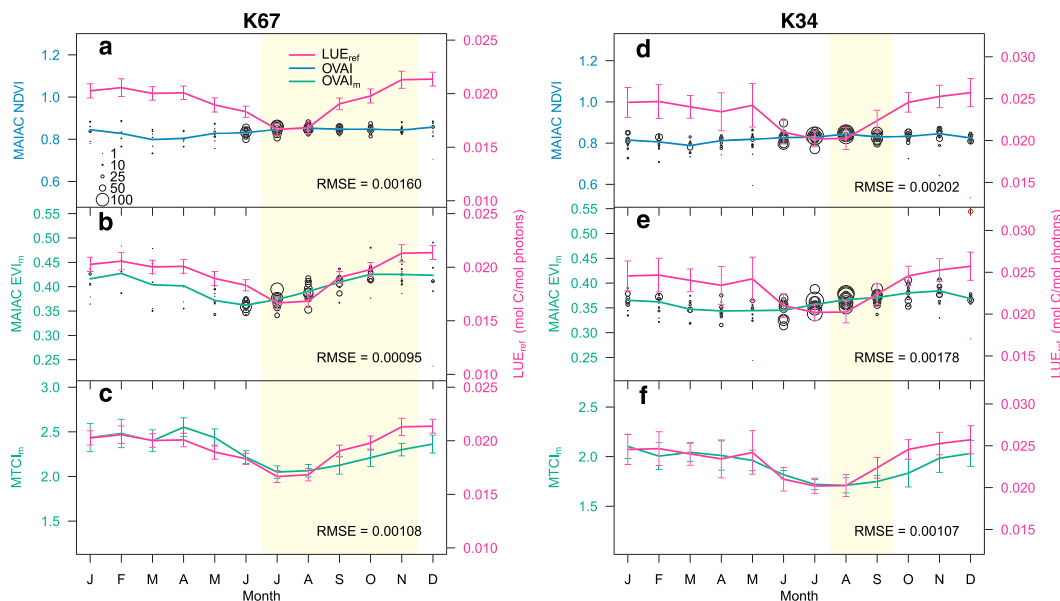 K67
K34
a
LUEref
OVAI
OVAIm
MAIAC NDVI
1.2
1.0
0.8
0.6
0.025
0.020
0.015
0.010
1
10
25
50
100
RMSE = 0.00160
b
MAIAC EVIm
0.55
0.50
0.45
0.40
0.35
0.30
0.25
0.025
0.020
0.015
0.010
LUEref (mol C/mol photons)
RMSE = 0.00095
c
MTCIm
3.0
2.5
2.0
1.5
0.025
0.020
0.015
0.010
RMSE = 0.00108
J F M A M J J A S O N D
Month
d
MAIAC NDVI
1.2
1.0
0.8
0.6
0.030
0.025
0.020
0.015
RMSE = 0.00202
e
MAIAC EVIm
0.55
0.50
0.45
0.40
0.35
0.30
0.25
0.030
0.025
0.020
0.015
LUEref (mol C/mol photons)
RMSE = 0.00178
f
MTCIm
2.5
2.0
1.5
0.030
0.025
0.020
0.015
RMSE = 0.00107
J F M A M J J A S O N D
Month